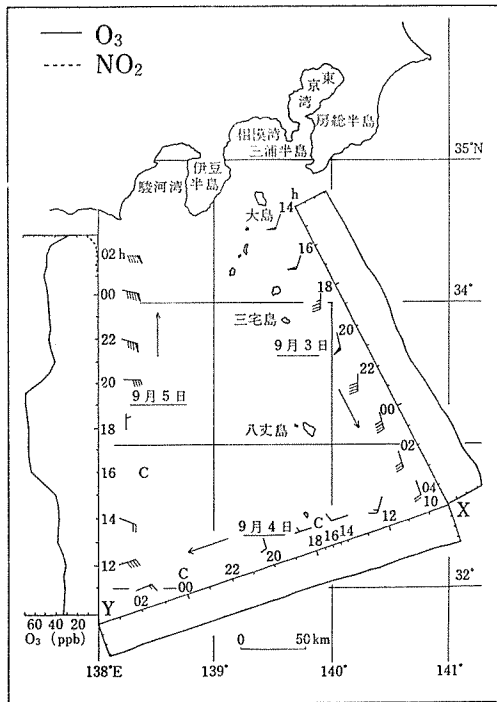 O₃
NO₂
東
京
湾
相模湾
房総半島
三浦半島
伊豆
半島
駿河湾
35°N
大島
h
14
16
02 h
00
18
34°
三宅島
20
9月3日
22
22
20
9月5日
00
18
八丈島
02
16
C
04
14
12
10
X
9月4日
C
18 16 14
20
12
22
C
00
32°
Y
02
60 40 20
O₃ (ppb)
0 50 km
138°E
139°
140°
141°